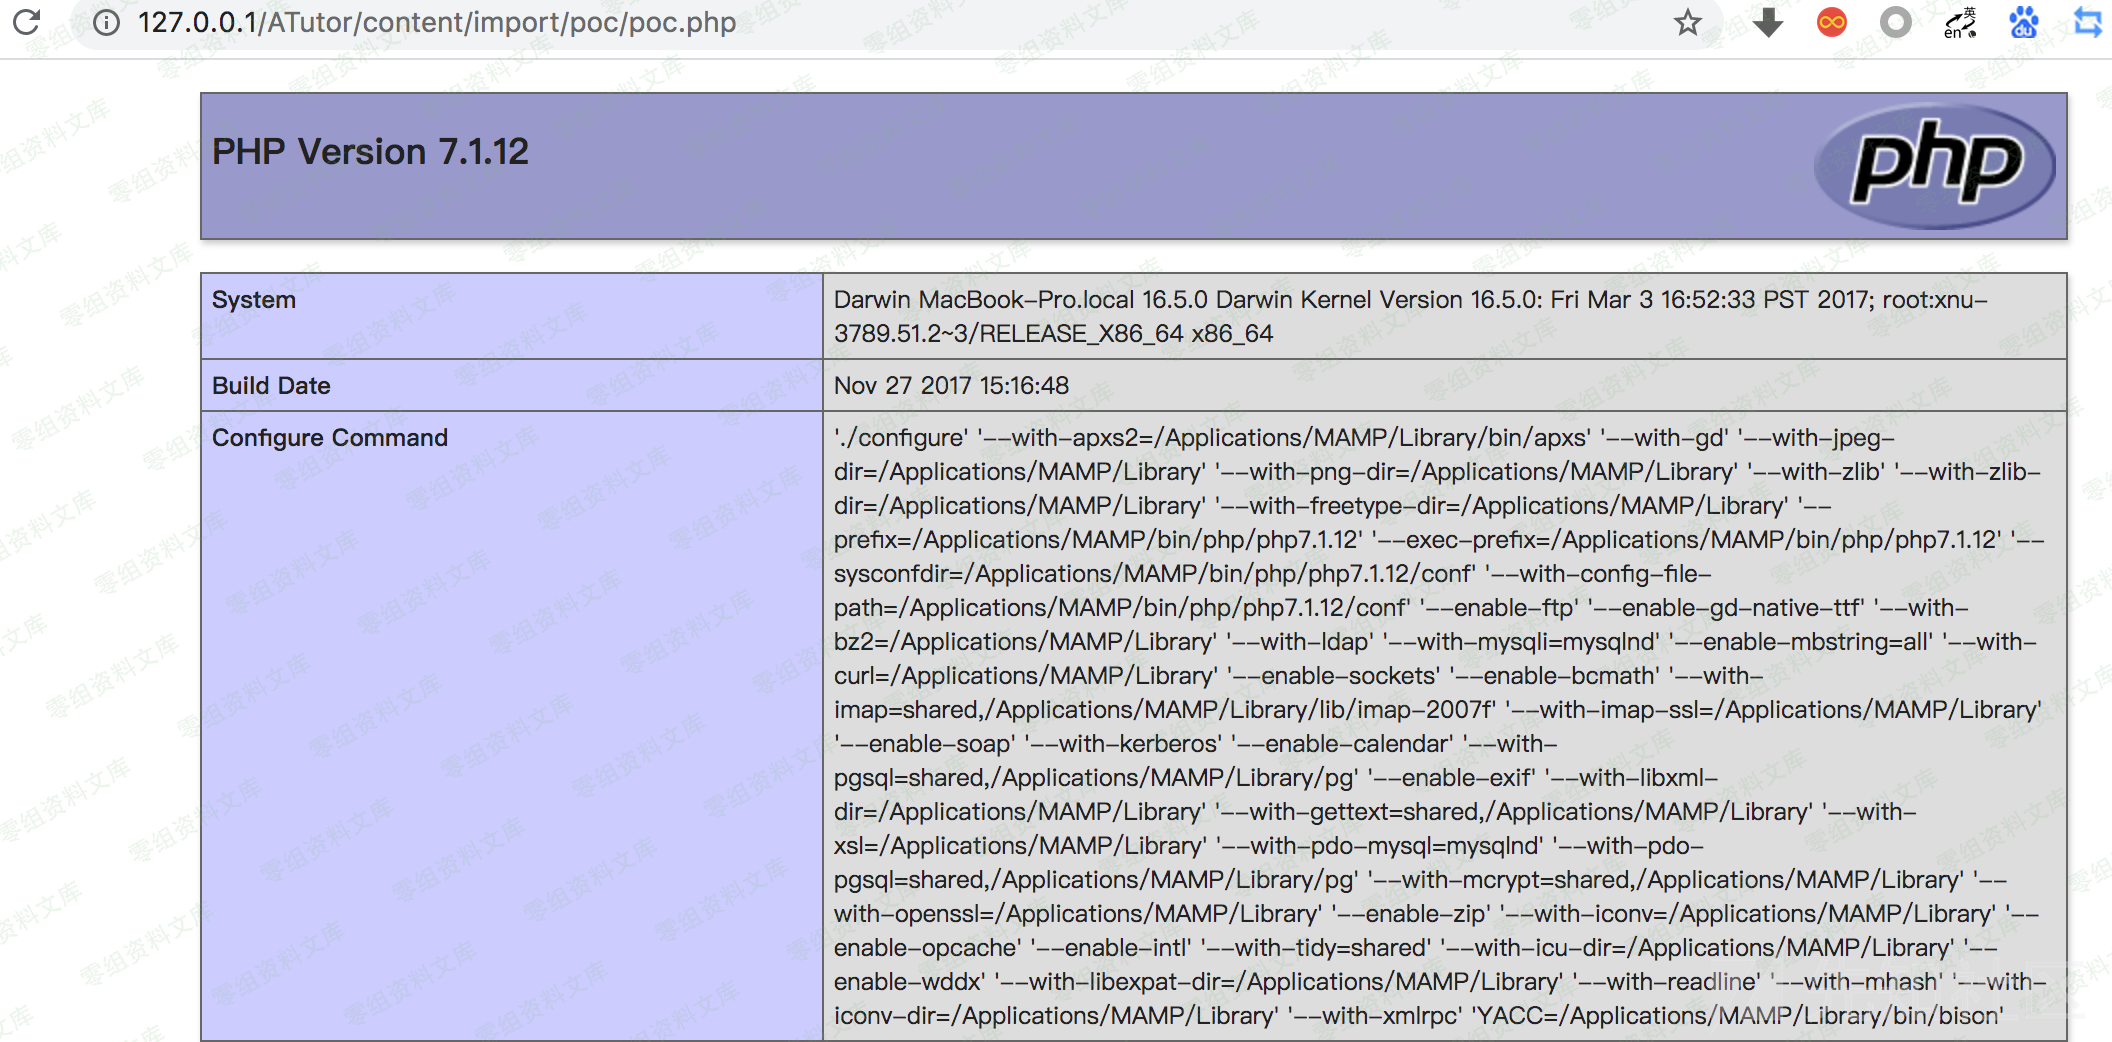 127.0.0.1/ATutor/content/import/poc/poc.php
英
en
du
PHP Version 7.1.12
php
System
Darwin MacBook-Pro.local 16.5.0 Darwin Kernel Version 16.5.0: Fri Mar 3 16:52:33 PST 2017; root:xnu-
3789.51.2~3/RELEASE_X86_64 x86_64
Build Date
Nov 27 2017 15:16:48
Configure Command
'./configure' '--with-apxs2=/Applications/MAMP/Library/bin/apxs' '--with-gd' '--with-jpeg-
dir=/Applications/MAMP/Library' '--with-png-dir=/Applications/MAMP/Library' '--with-zlib' '--with-zlib-
dir=/Applications/MAMP/Library' '--with-freetype-dir=/Applications/MAMP/Library' '--
prefix=/Applications/MAMP/bin/php/php7.1.12' '--exec-prefix=/Applications/MAMP/bin/php/php7.1.12' '--
sysconfdir=/Applications/MAMP/bin/php/php7.1.12/conf' '--with-config-file-
path=/Applications/MAMP/bin/php/php7.1.12/conf' '--enable-ftp' '--enable-gd-native-ttf' '--with-
bz2=/Applications/MAMP/Library' '--with-ldap' '--with-mysqli=mysqlnd' '--enable-mbstring=all' '--with-
curl=/Applications/MAMP/Library' '--enable-sockets' '--enable-bcmath' '--with-
imap=shared,/Applications/MAMP/Library/lib/imap-2007f' '--with-imap-ssl=/Applications/MAMP/Library'
'--enable-soap' '--with-kerberos' '--enable-calendar' '--with-
pgsql=shared,/Applications/MAMP/Library/pg' '--enable-exif' '--with-libxml-
dir=/Applications/MAMP/Library' '--with-gettext=shared,/Applications/MAMP/Library' '--with-
xsl=/Applications/MAMP/Library' '--with-pdo-mysql=mysqlnd' '--with-pdo-
pgsql=shared,/Applications/MAMP/Library/pg' '--with-mcrypt=shared,/Applications/MAMP/Library' '--
with-openssl=/Applications/MAMP/Library' '--enable-zip' '--with-iconv=/Applications/MAMP/Library' '--
enable-opcache' '--enable-intl' '--with-tidy=shared' '--with-icu-dir=/Applications/MAMP/Library' '--
enable-wddx' '--with-libexpat-dir=/Applications/MAMP/Library' '--with-readline' '--with-mhash' '--with-
iconv-dir=/Applications/MAMP/Library' '--with-xmlrpc' 'YACC=/Applications/MAMP/Library/bin/bison'
零组资料文库